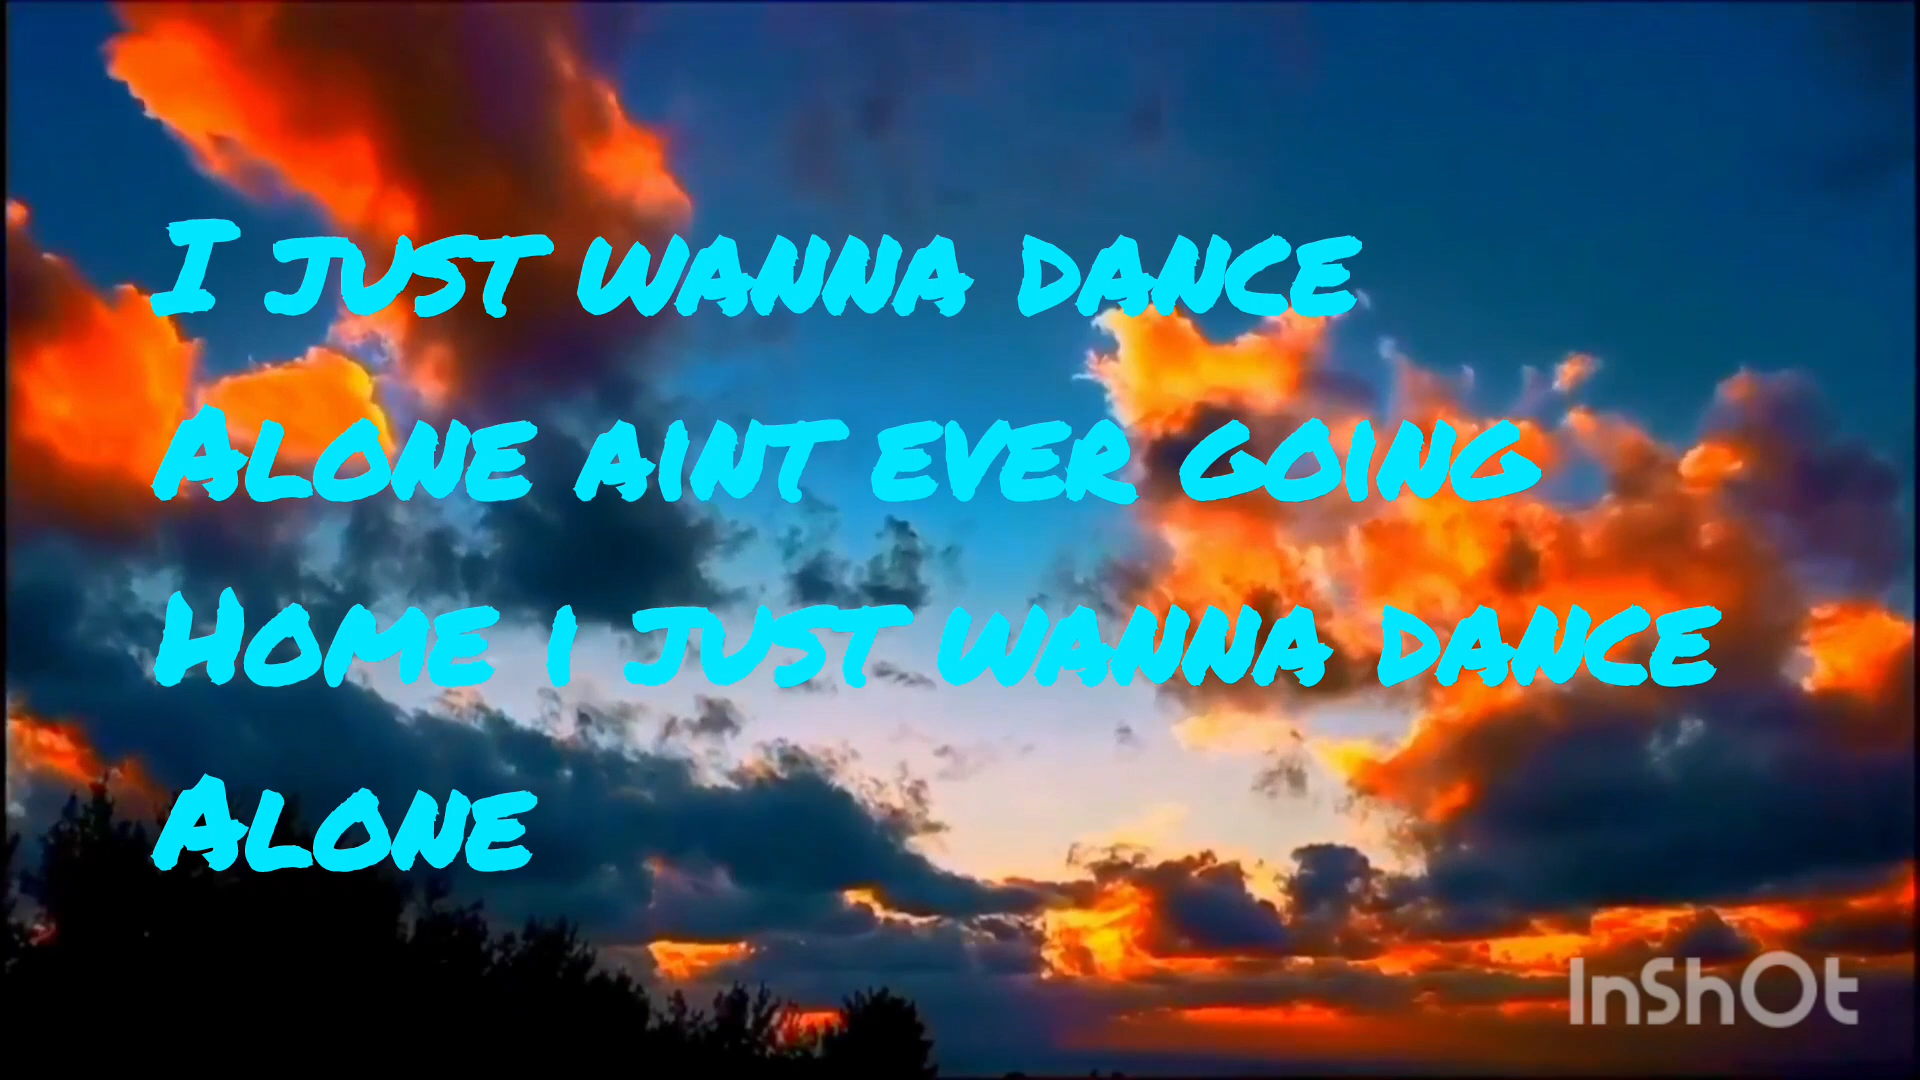 I just wanna dance
Alone aint ever going
Home i just wanna dance
Alone
InShOt